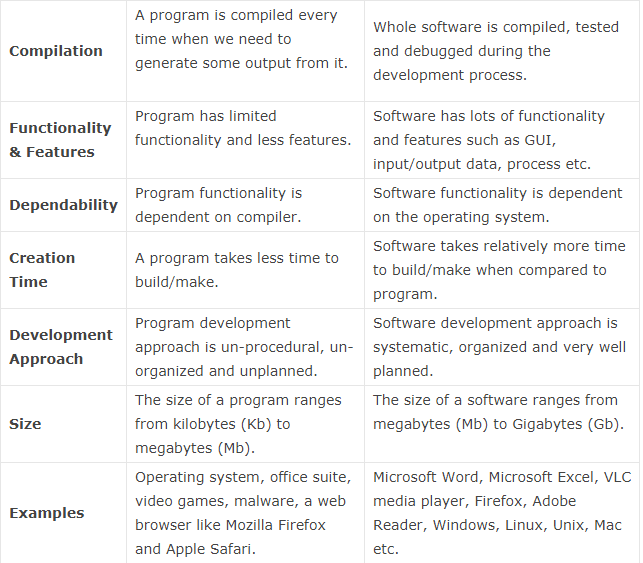 Compilation
A program is compiled every
time when we need to
generate some output from it.
Whole software is compiled, tested
and debugged during the
development process.
Functionality
& Features
Program has limited
functionality and less features.
Software has lots of functionality
and features such as GUI,
input/output data, process etc.
Dependability
Program functionality is
dependent on compiler.
Software functionality is dependent
on the operating system.
Creation
Time
A program takes less time to
build/make.
Software takes relatively more time
to build/make when compared to
program.
Development
Approach
Program development
approach is un-procedural, un-
organized and unplanned.
Software development approach is
systematic, organized and very well
planned.
Size
The size of a program ranges
from kilobytes (Kb) to
megabytes (Mb).
The size of a software ranges from
megabytes (Mb) to Gigabytes (Gb).
Examples
Operating system, office suite,
video games, malware, a web
browser like Mozilla Firefox
and Apple Safari.
Microsoft Word, Microsoft Excel, VLC
media player, Firefox, Adobe
Reader, Windows, Linux, Unix, Mac
etc.